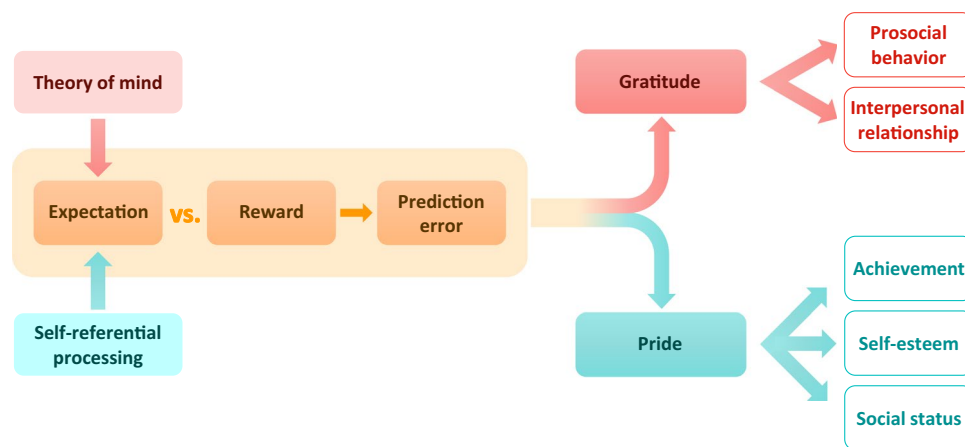 Theory of mind
Expectation
vs.
Reward
Prediction
error
Self-referential
processing
Gratitude
Prosocial
behavior
Interpersonal
relationship
Pride
Achievement
Self-esteem
Social status